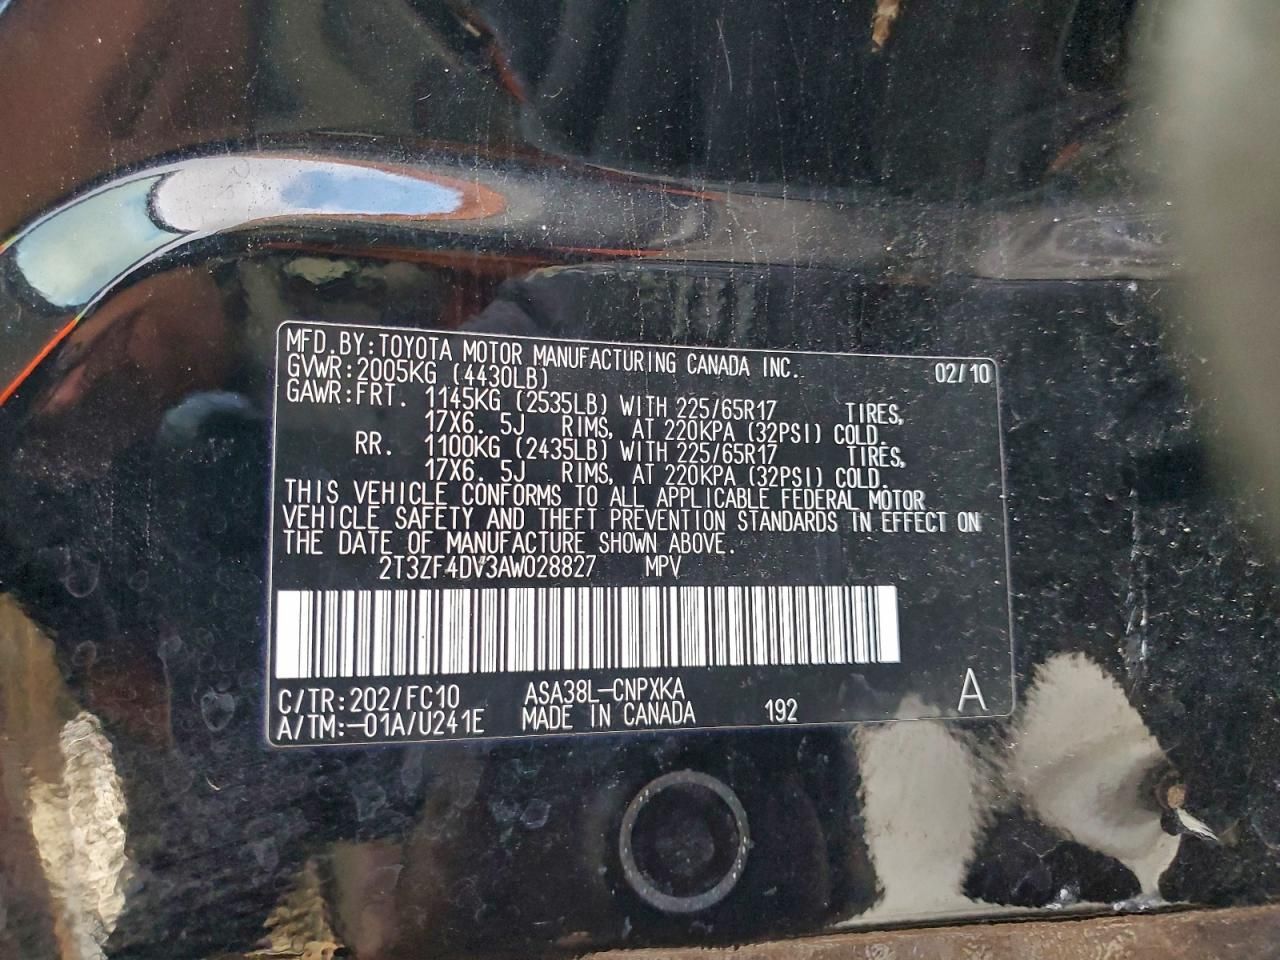 MFD.BY:TOYOTA MOTOR MANUFACTURING CANADA INC.
GVWR:2005KG (4430LB) 02/10
GAWR:FRT. 1145KG (2535LB) WITH 225/65R17 TIRES,
17X6.5J RIMS, AT 220KPA (32PSI) COLD.
RR. 1100KG (2435LB) WITH 225/65R17 TIRES,
17X6.5J RIMS, AT 220KPA (32PSI) COLD.
THIS VEHICLE CONFORMS TO ALL APPLICABLE FEDERAL MOTOR
VEHICLE SAFETY AND THEFT PREVENTION STANDARDS IN EFFECT ON
THE DATE OF MANUFACTURE SHOWN ABOVE.
2T3ZF4DV3AW028827 MPV
C/TR:202/FC10 ASA38L-CNPXKA
A/TM:-01A/U241E MADE IN CANADA 192 A